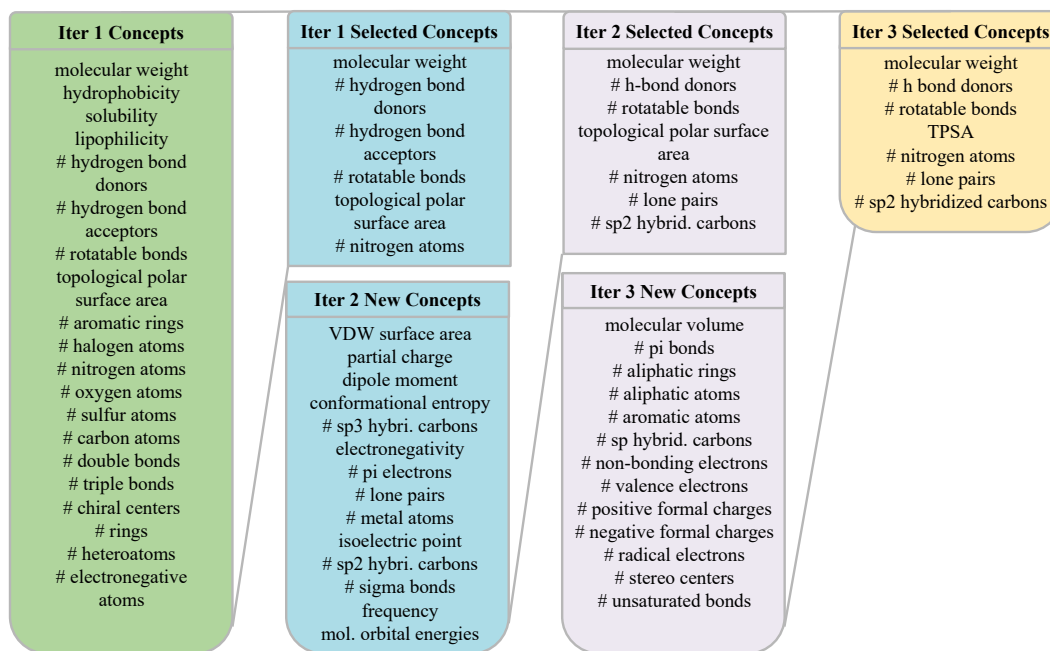 Iter 1 Concepts
molecular weight
hydrophobicity
solubility
lipophilicity
# hydrogen bond
donors
# hydrogen bond
acceptors
# rotatable bonds
topological polar
surface area
# aromatic rings
# halogen atoms
# nitrogen atoms
# oxygen atoms
# sulfur atoms
# carbon atoms
# double bonds
# triple bonds
# chiral centers
# rings
# heteroatoms
# electronegative
atoms
Iter 1 Selected Concepts
molecular weight
# hydrogen bond
donors
# hydrogen bond
acceptors
# rotatable bonds
topological polar
surface area
# nitrogen atoms
Iter 2 New Concepts
VDW surface area
partial charge
dipole moment
conformational entropy
# sp3 hybri. carbons
electronegativity
# pi electrons
# lone pairs
# metal atoms
isoelectric point
# sp2 hybri. carbons
# sigma bonds
frequency
mol. orbital energies
Iter 2 Selected Concepts
molecular weight
# h-bond donors
# rotatable bonds
topological polar surface
area
# nitrogen atoms
# lone pairs
# sp2 hybrid. carbons
Iter 3 New Concepts
molecular volume
# pi bonds
# aliphatic rings
# aliphatic atoms
# aromatic atoms
# sp hybrid. carbons
# non-bonding electrons
# valence electrons
# positive formal charges
# negative formal charges
# radical electrons
# stereo centers
# unsaturated bonds
Iter 3 Selected Concepts
molecular weight
# h bond donors
# rotatable bonds
TPSA
# nitrogen atoms
# lone pairs
# sp2 hybridized carbons